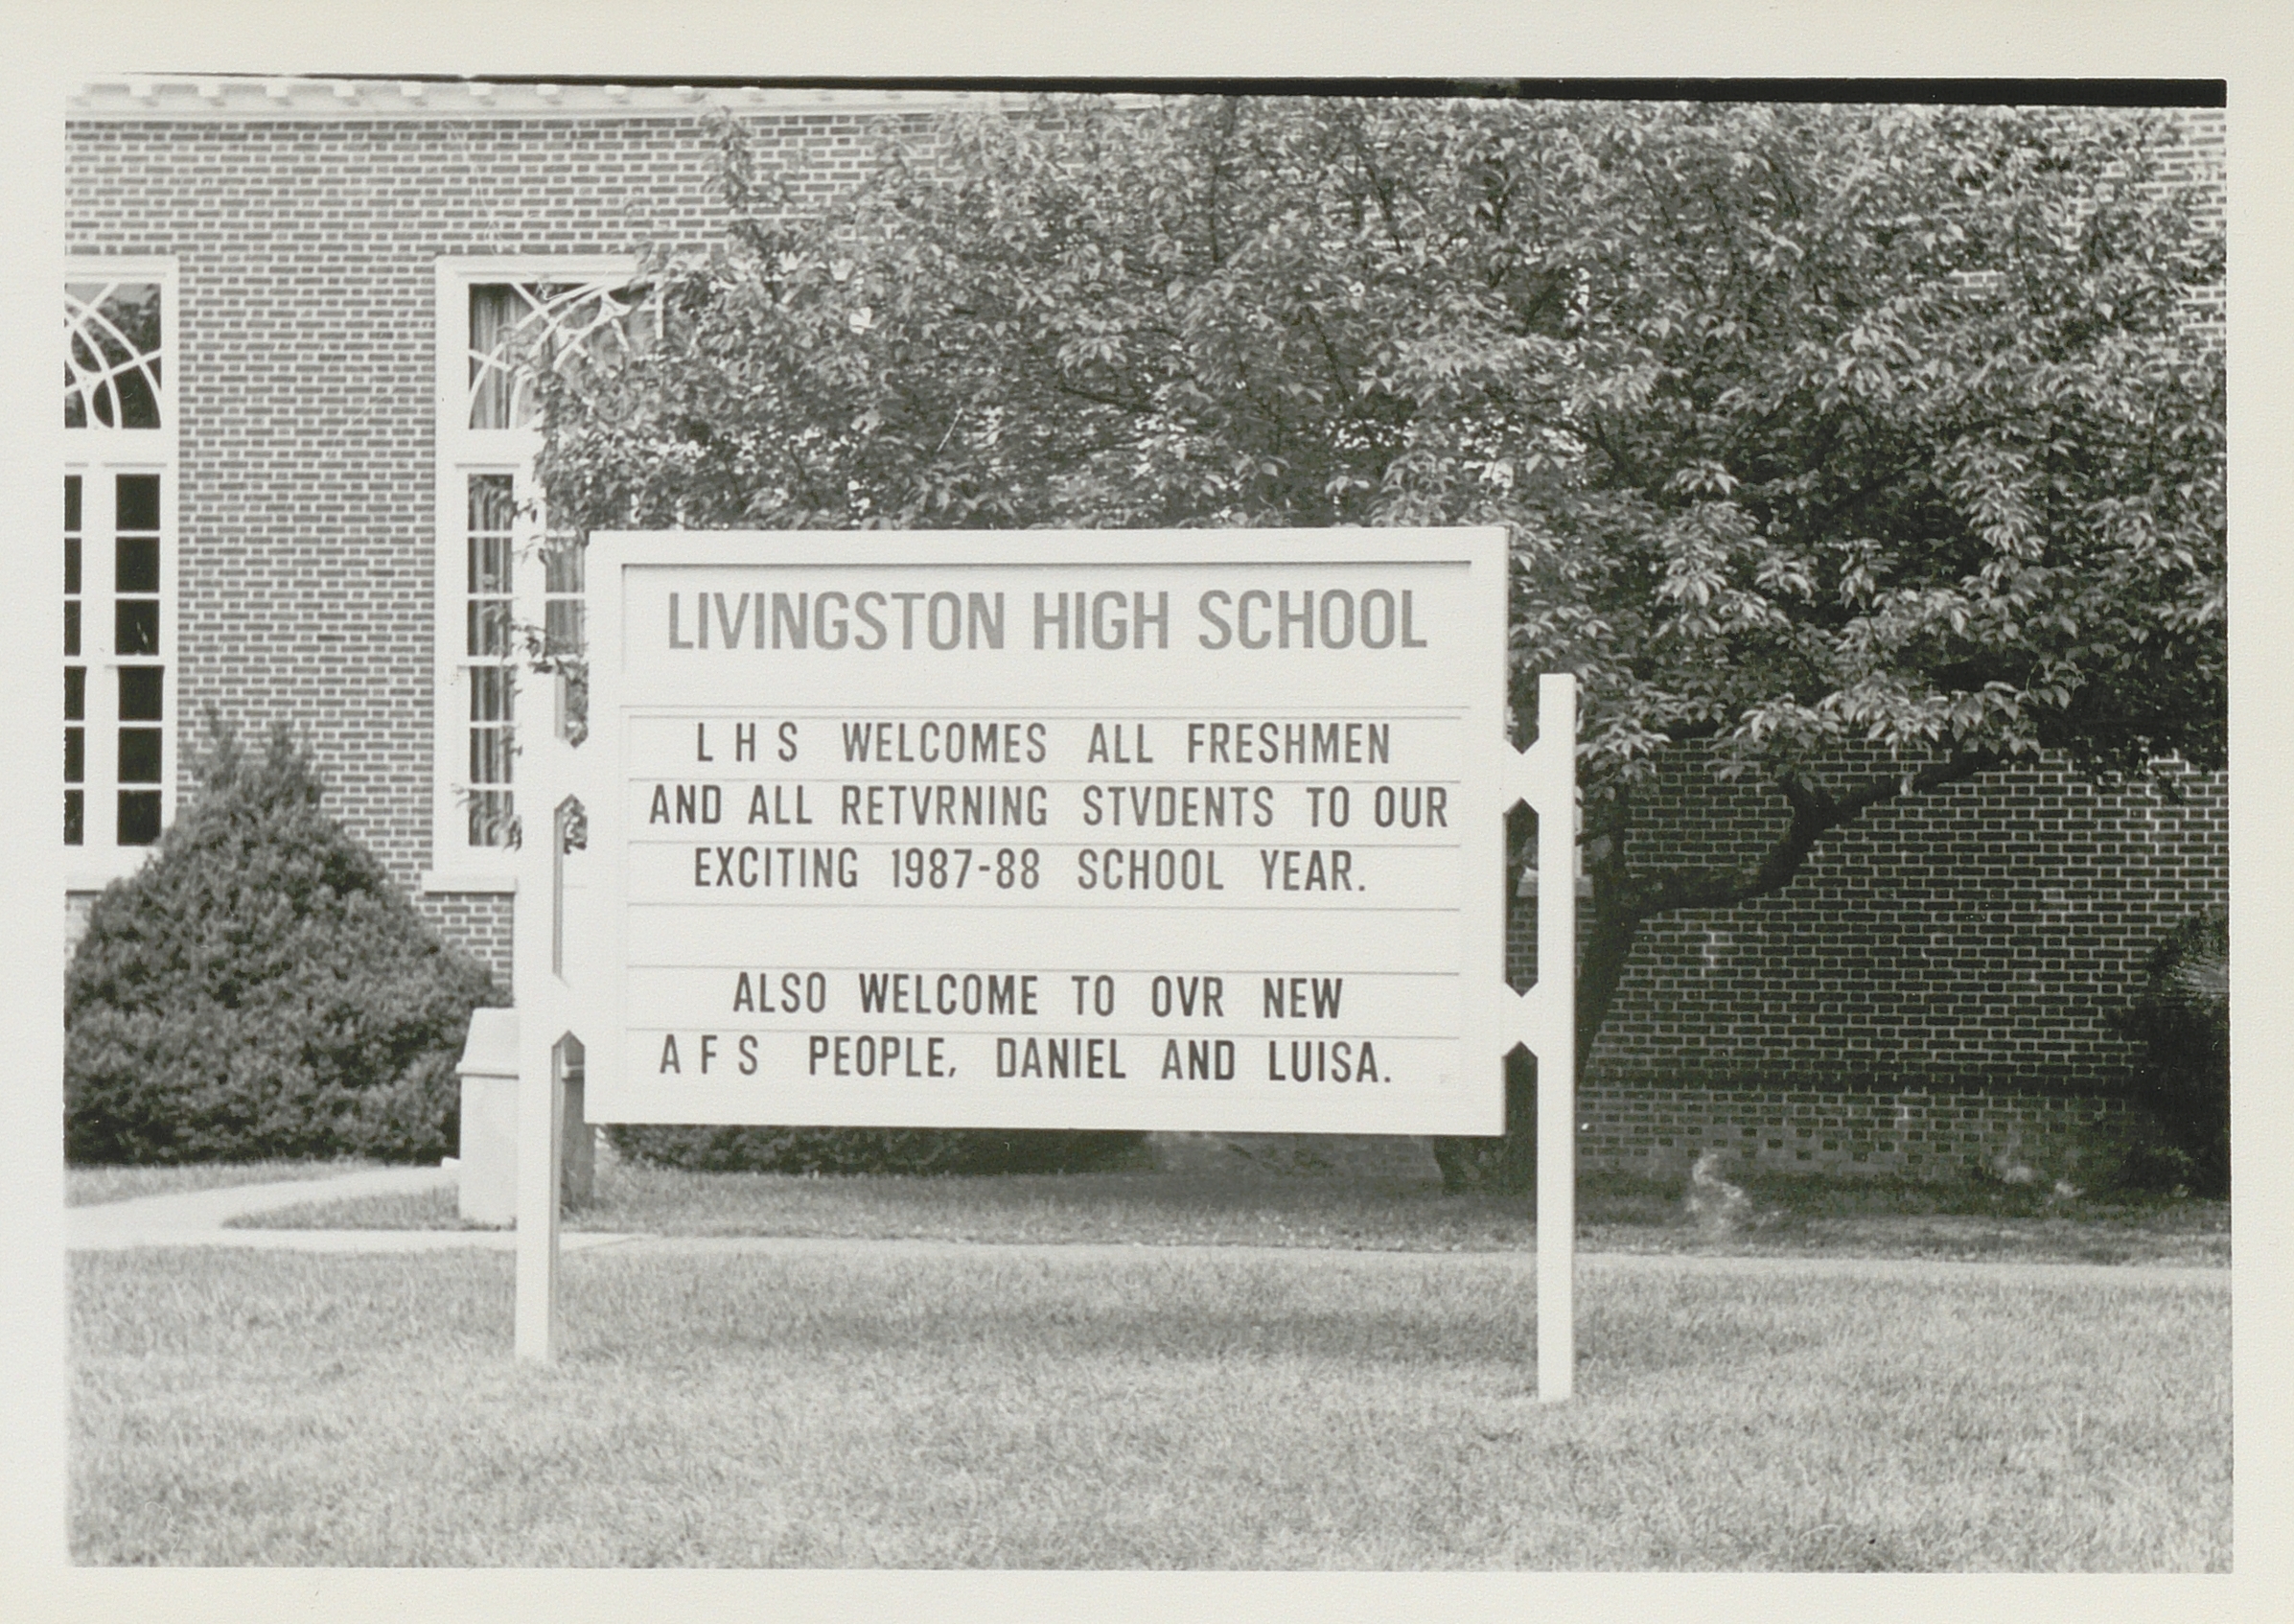 LIVINGSTON HIGH SCHOOL
L H S WELCOMES ALL FRESHMEN
AND ALL RETVRNING STVDENTS TO OUR
EXCITING 1987-88 SCHOOL YEAR.
ALSO WELCOME TO OVR NEW
A F S PEOPLE, DANIEL AND LUISA.